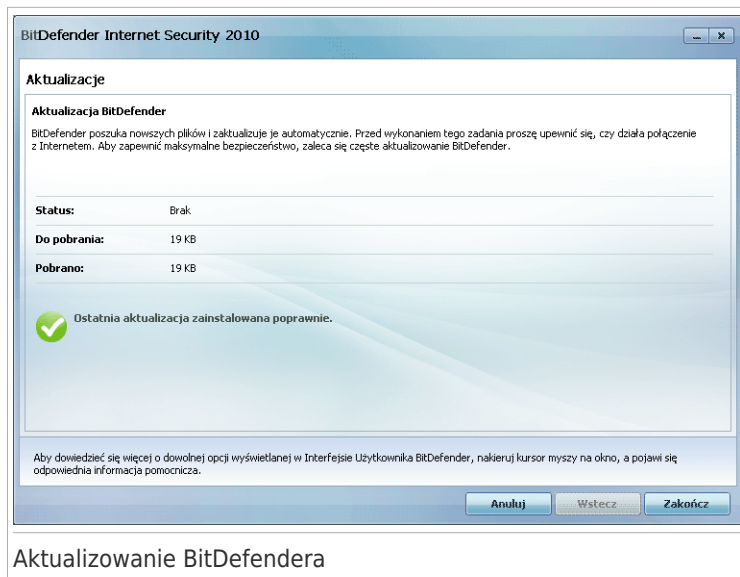 BitDefender Internet Security 2010
Aktualizacje
Aktualizacja BitDefender
BitDefender poszuka nowszych plików i zaktualizuje je automatycznie. Przed wykonaniem tego zadania proszę upewnić się, czy działa połączenie
z Internetem. Aby zapewnić maksymalne bezpieczeństwo, zaleca się częste aktualizowanie BitDefender.
Status: Brak
Do pobrania: 19 KB
Pobrano: 19 KB
Ostatnia aktualizacja zainstalowana poprawnie.
Aby dowiedzieć się więcej o dowolnej opcji wyświetlanej w Interfejsie Użytkownika BitDefender, nakieruj kursor myszy na okno, a pojawi się
odpowiednia informacja pomocnicza.
Anuluj Wstecz Zakończ
Aktualizowanie BitDefendera